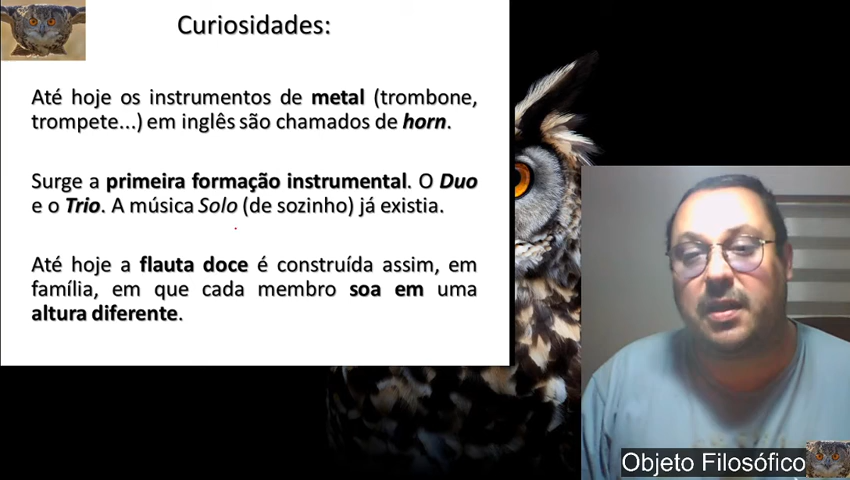 Curiosidades:
Até hoje os instrumentos de metal (trombone,
trompete...) em inglês são chamados de horn.
Surge a primeira formação instrumental. O Duo
e o Trio. A música Solo (de sozinho) já existia.
Até hoje a flauta doce é construída assim, em
família, em que cada membro soa em uma
altura diferente.
Objeto Filosófico